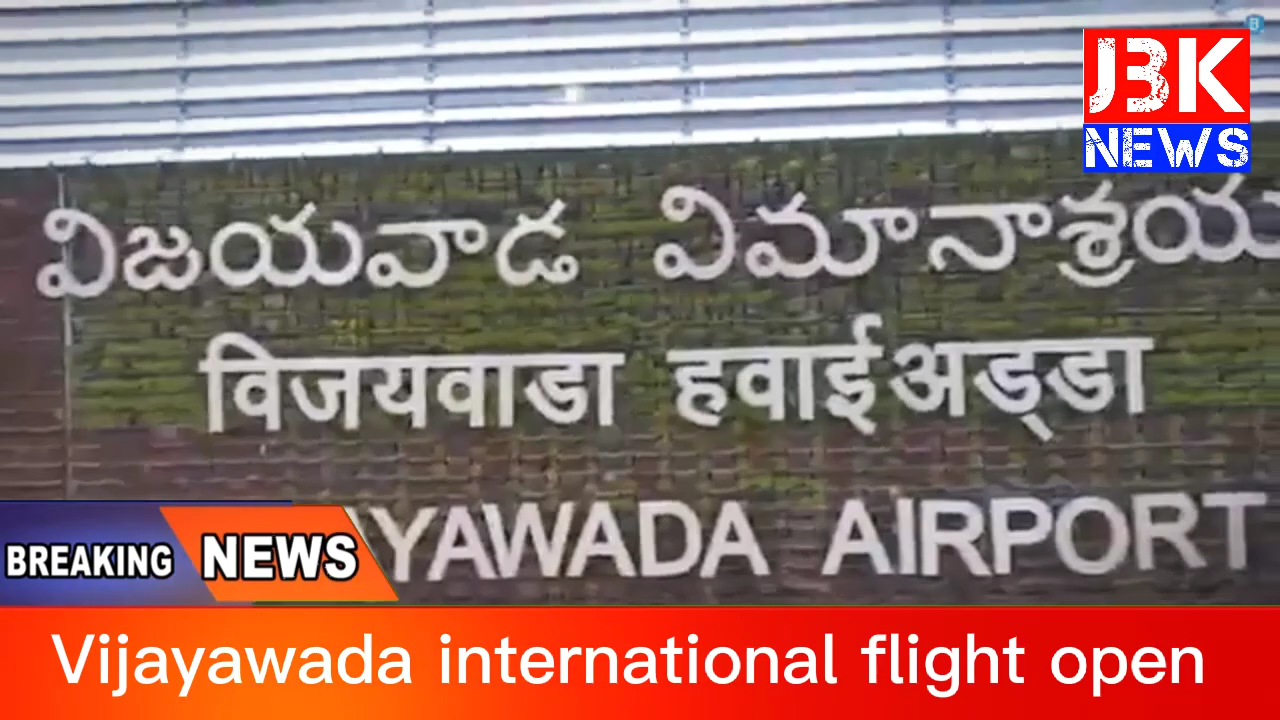 JBK
NEWS
విజయవాడ విమానాశ్రయ
विजयवाडा हवाईअड्डा
YAWADA AIRPORT
BREAKING NEWS
Vijayawada international flight open